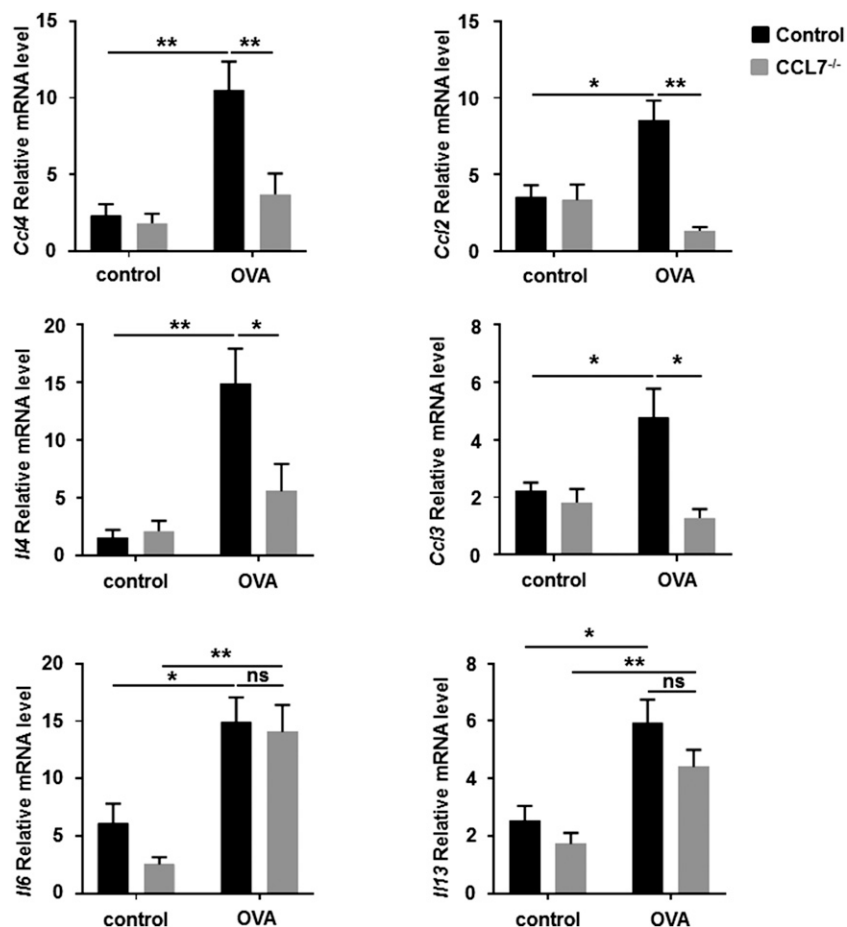 Control
CCL7-/-
Ccl4 Relative mRNA level
15
10
5
0
** **
control OVA
Ccl2 Relative mRNA level
15
10
5
0
* **
control OVA
Il4 Relative mRNA level
20
15
10
5
0
** *
control OVA
Ccl3 Relative mRNA level
8
6
4
2
0
* *
control OVA
Il6 Relative mRNA level
20
15
10
5
0
**
* ns
control OVA
Il13 Relative mRNA level
8
6
4
2
0
*
**
ns
control OVA